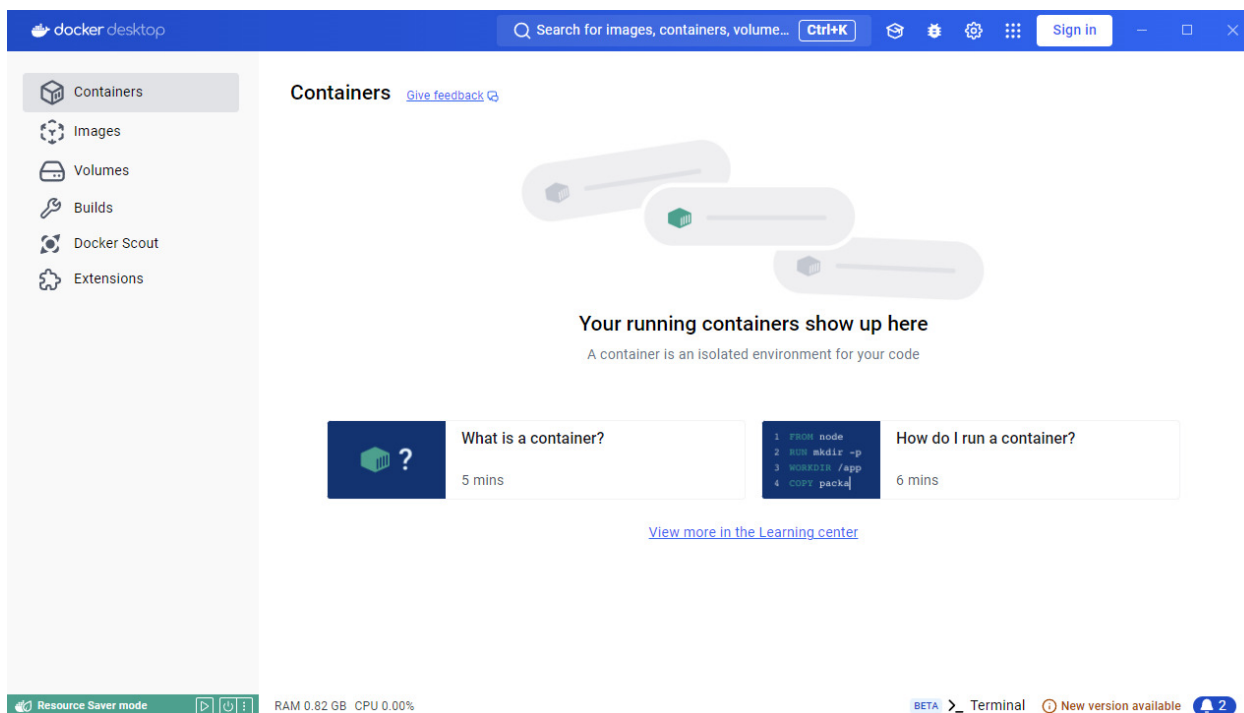 docker desktop
Search for images, containers, volume... Ctrl+K
Sign in
Containers
Images
Volumes
Builds
Docker Scout
Extensions
Containers Give feedback
Your running containers show up here
A container is an isolated environment for your code
?
What is a container?
5 mins
1 FROM node
2 RUN mkdir -p
3 WORKDIR /app
4 COPY packa
How do I run a container?
6 mins
View more in the Learning center
Resource Saver mode
RAM 0.82 GB CPU 0.00%
BETA >_ Terminal
New version available
2